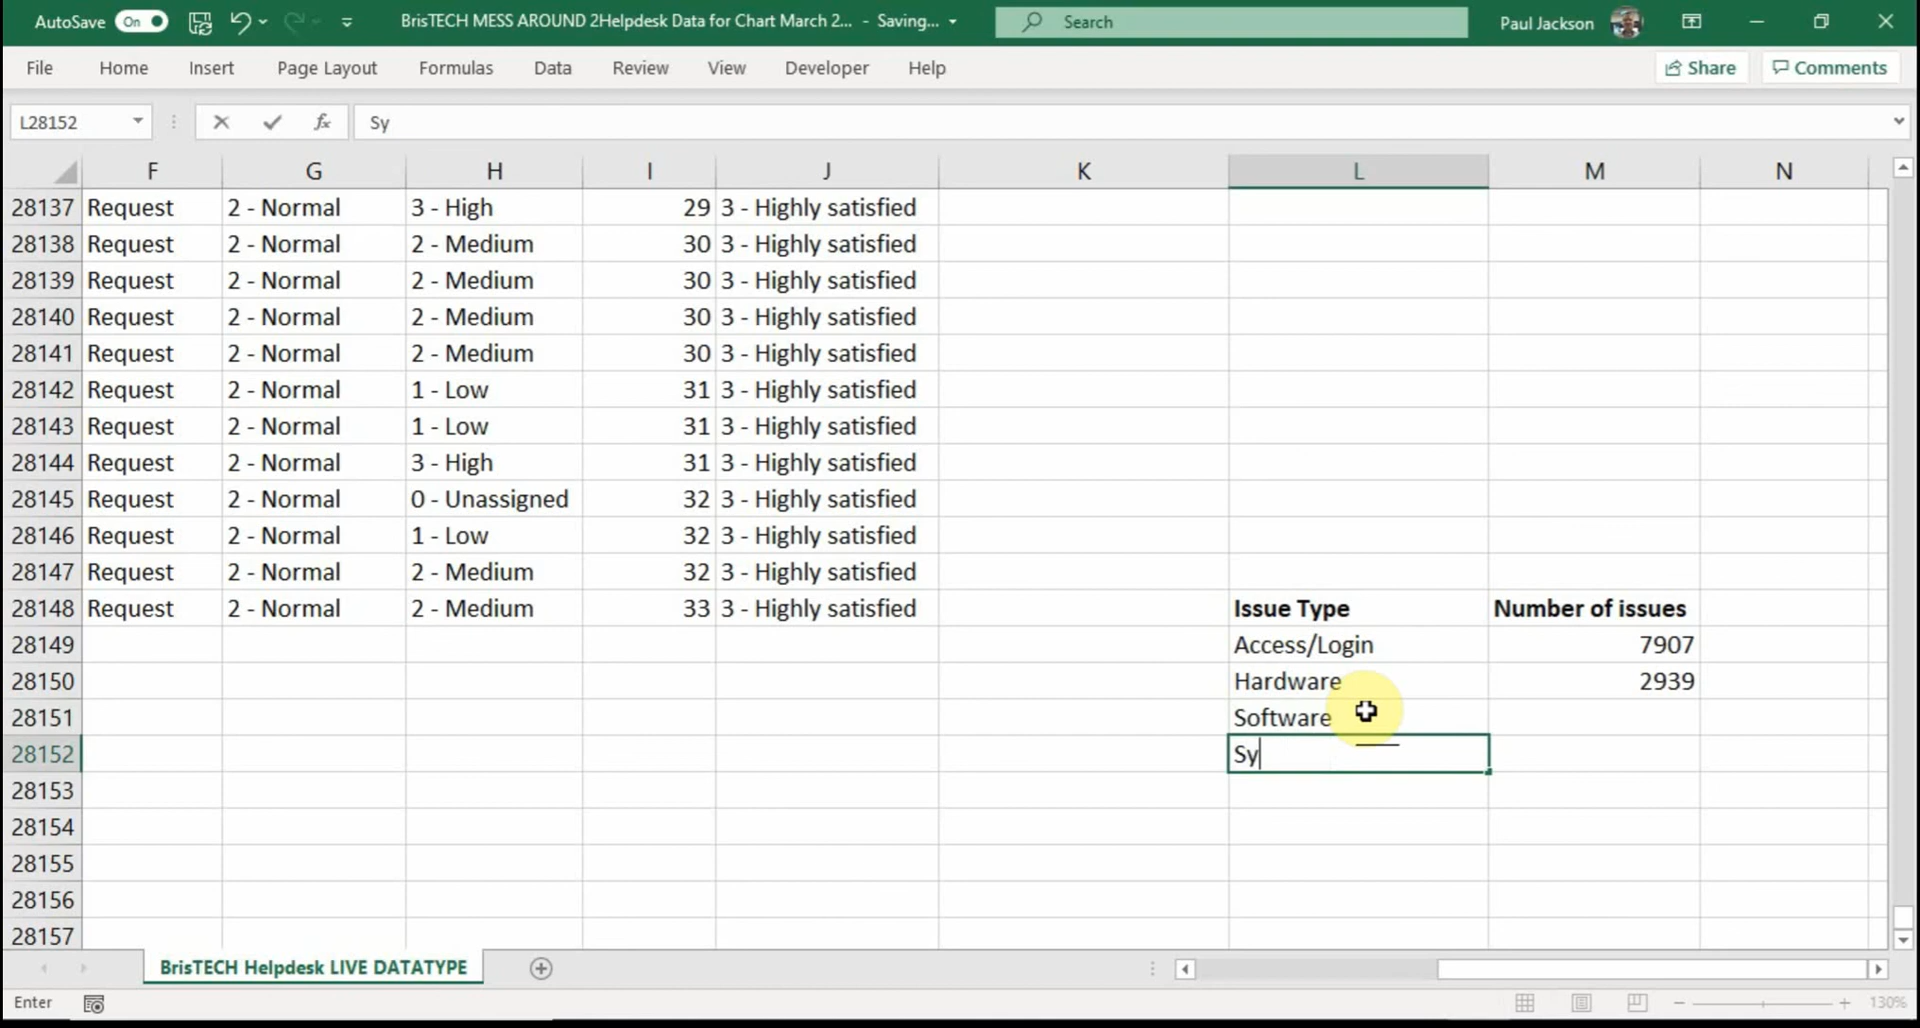 AutoSave On BrisTECH MESS AROUND 2Helpdesk Data for Chart March 2... - Saving... Search Paul Jackson
File Home Insert Page Layout Formulas Data Review View Developer Help Share Comments
L28152 fx Sy
F G H I J K L M N
28137 Request 2 - Normal 3 - High 29 3 - Highly satisfied
28138 Request 2 - Normal 2 - Medium 30 3 - Highly satisfied
28139 Request 2 - Normal 2 - Medium 30 3 - Highly satisfied
28140 Request 2 - Normal 2 - Medium 30 3 - Highly satisfied
28141 Request 2 - Normal 2 - Medium 30 3 - Highly satisfied
28142 Request 2 - Normal 1 - Low 31 3 - Highly satisfied
28143 Request 2 - Normal 1 - Low 31 3 - Highly satisfied
28144 Request 2 - Normal 3 - High 31 3 - Highly satisfied
28145 Request 2 - Normal 0 - Unassigned 32 3 - Highly satisfied
28146 Request 2 - Normal 1 - Low 32 3 - Highly satisfied
28147 Request 2 - Normal 2 - Medium 32 3 - Highly satisfied
28148 Request 2 - Normal 2 - Medium 33 3 - Highly satisfied Issue Type Number of issues
28149 Access/Login 7907
28150 Hardware 2939
28151 Software
28152 Sy
28153
28154
28155
28156
28157
BrisTECH Helpdesk LIVE DATATYPE
Enter 130%